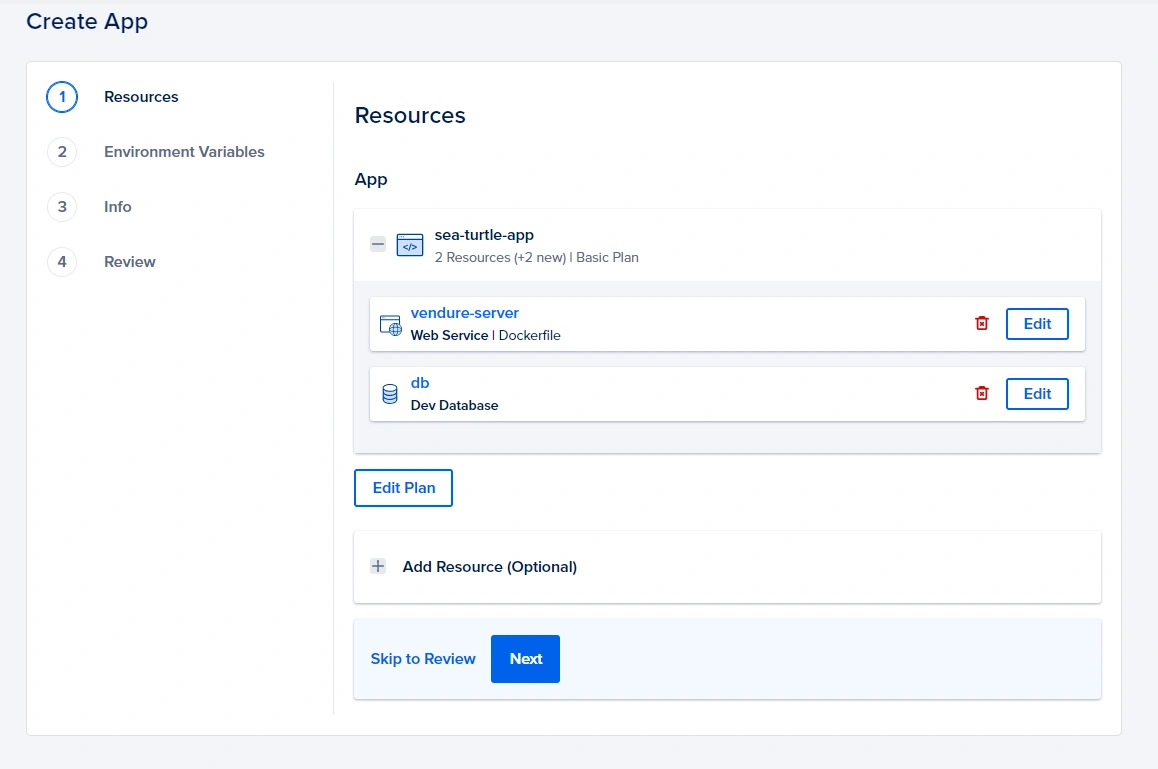 Create App
1 Resources
2 Environment Variables
3 Info
4 Review
Resources
App
</>
sea-turtle-app
2 Resources (+2 new) | Basic Plan
vendure-server
Web Service | Dockerfile
Edit
db
Dev Database
Edit
Edit Plan
Add Resource (Optional)
Skip to Review
Next